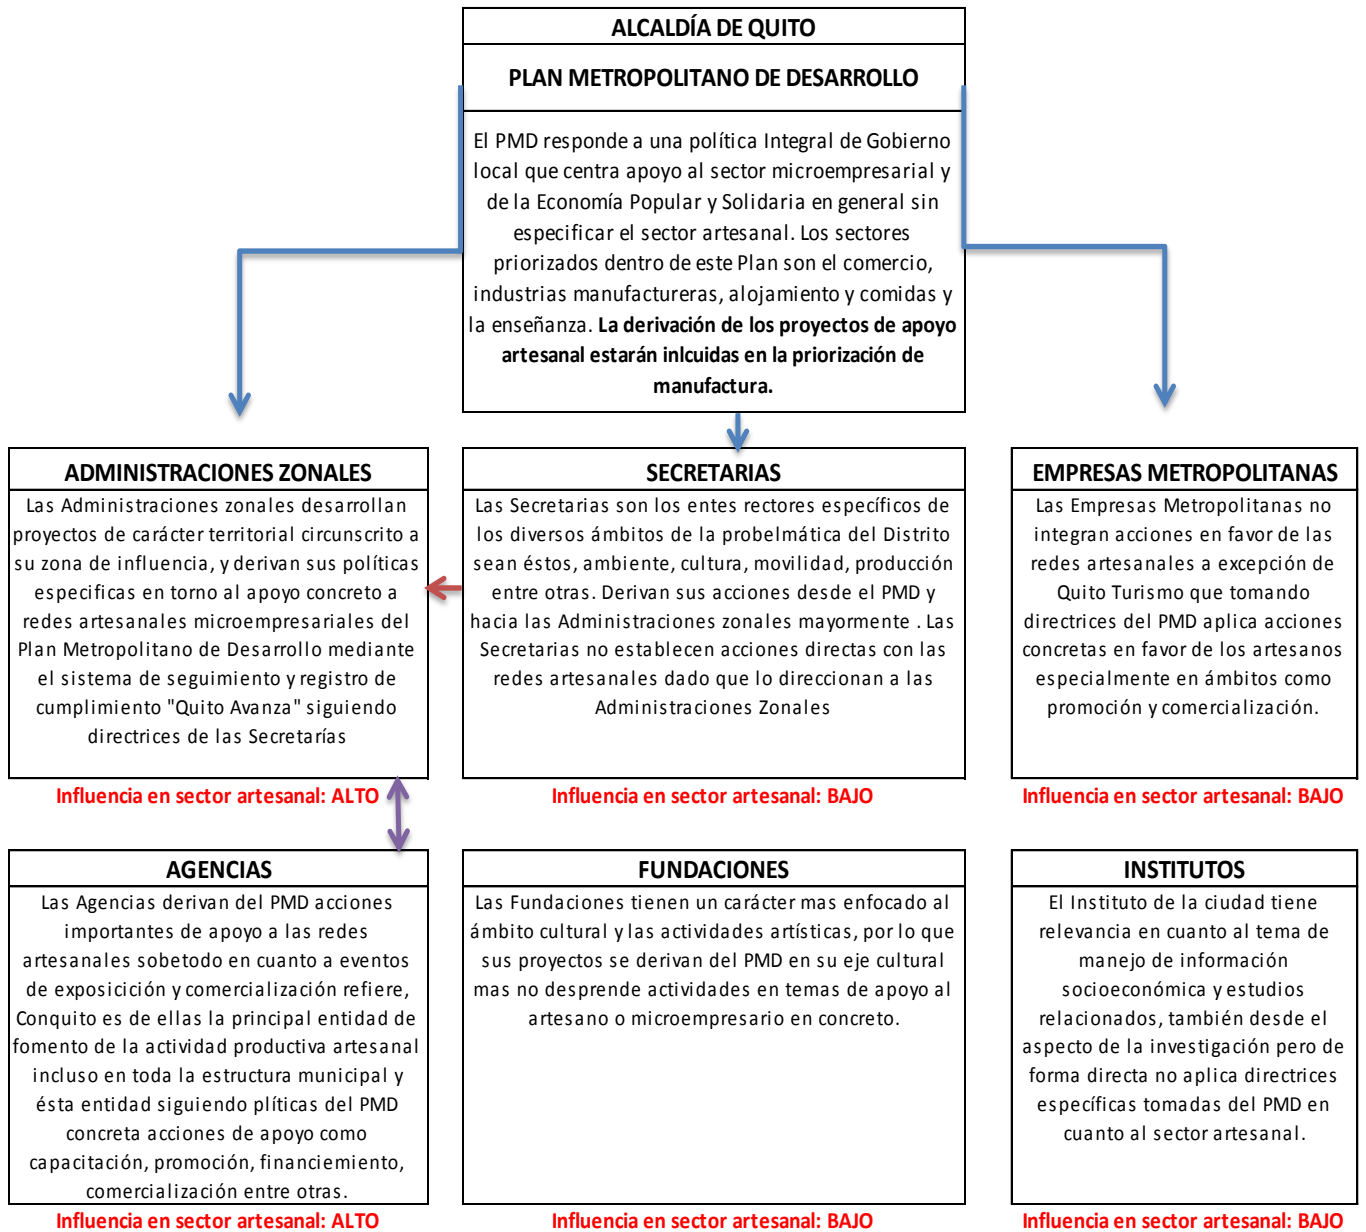 ALCALDÍA DE QUITO
PLAN METROPOLITANO DE DESARROLLO
El PMD responde a una política Integral de Gobierno
local que centra apoyo al sector microempresarial y
de la Economía Popular y Solidaria en general sin
especificar el sector artesanal. Los sectores
priorizados dentro de este Plan son el comercio,
industrias manufactureras, alojamiento y comidas y
la enseñanza. La derivación de los proyectos de apoyo
artesanal estarán inlcuidas en la priorización de
manufactura.
ADMINISTRACIONES ZONALES
Las Administraciones zonales desarrollan
proyectos de carácter territorial circunscrito a
su zona de influencia, y derivan sus políticas
especificas en torno al apoyo concreto a
redes artesanales microempresariales del
Plan Metropolitano de Desarrollo mediante
el sistema de seguimiento y registro de
cumplimiento "Quito Avanza" siguiendo
directrices de las Secretarías
Influencia en sector artesanal: ALTO
SECRETARIAS
Las Secretarias son los entes rectores específicos de
los diversos ámbitos de la probelmática del Distrito
sean éstos, ambiente, cultura, movilidad, producción
entre otras. Derivan sus acciones desde el PMD y
hacia las Administraciones zonales mayormente . Las
Secretarias no establecen acciones directas con las
redes artesanales dado que lo direccionan a las
Administraciones Zonales
Influencia en sector artesanal: BAJO
EMPRESAS METROPOLITANAS
Las Empresas Metropolitanas no
integran acciones en favor de las
redes artesanales a excepción de
Quito Turismo que tomando
directrices del PMD aplica acciones
concretas en favor de los artesanos
especialmente en ámbitos como
promoción y comercialización.
Influencia en sector artesanal: BAJO
AGENCIAS
Las Agencias derivan del PMD acciones
importantes de apoyo a las redes
artesanales sobetodo en cuanto a eventos
de exposicición y comercialización refiere,
Conquito es de ellas la principal entidad de
fomento de la actividad productiva artesanal
incluso en toda la estructura municipal y
ésta entidad siguiendo plíticas del PMD
concreta acciones de apoyo como
capacitación, promoción, financiemiento,
comercialización entre otras.
Influencia en sector artesanal: ALTO
FUNDACIONES
Las Fundaciones tienen un carácter mas enfocado al
ámbito cultural y las actividades artísticas, por lo que
sus proyectos se derivan del PMD en su eje cultural
mas no desprende actividades en temas de apoyo al
artesano o microempresario en concreto.
Influencia en sector artesanal: BAJO
INSTITUTOS
El Instituto de la ciudad tiene
relevancia en cuanto al tema de
manejo de información
socioeconómica y estudios
relacionados, también desde el
aspecto de la investigación pero de
forma directa no aplica directrices
específicas tomadas del PMD en
cuanto al sector artesanal.
Influencia en sector artesanal: BAJO